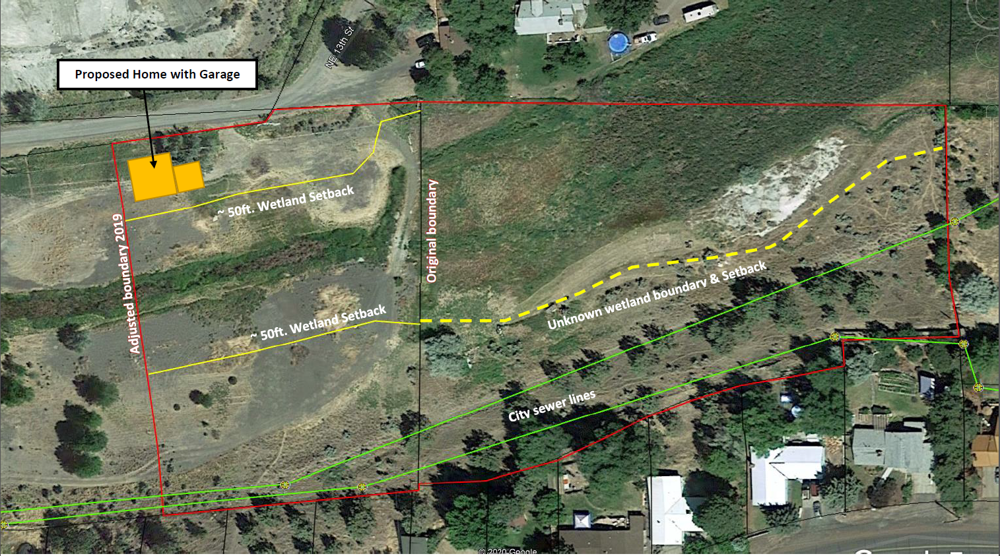 NE 13th St
Proposed Home with Garage
~ 50ft. Wetland Setback
Adjusted boundary 2019
Original boundary
Unknown wetland boundary & Setback
~ 50ft. Wetland Setback
City sewer lines
© 2020 Google